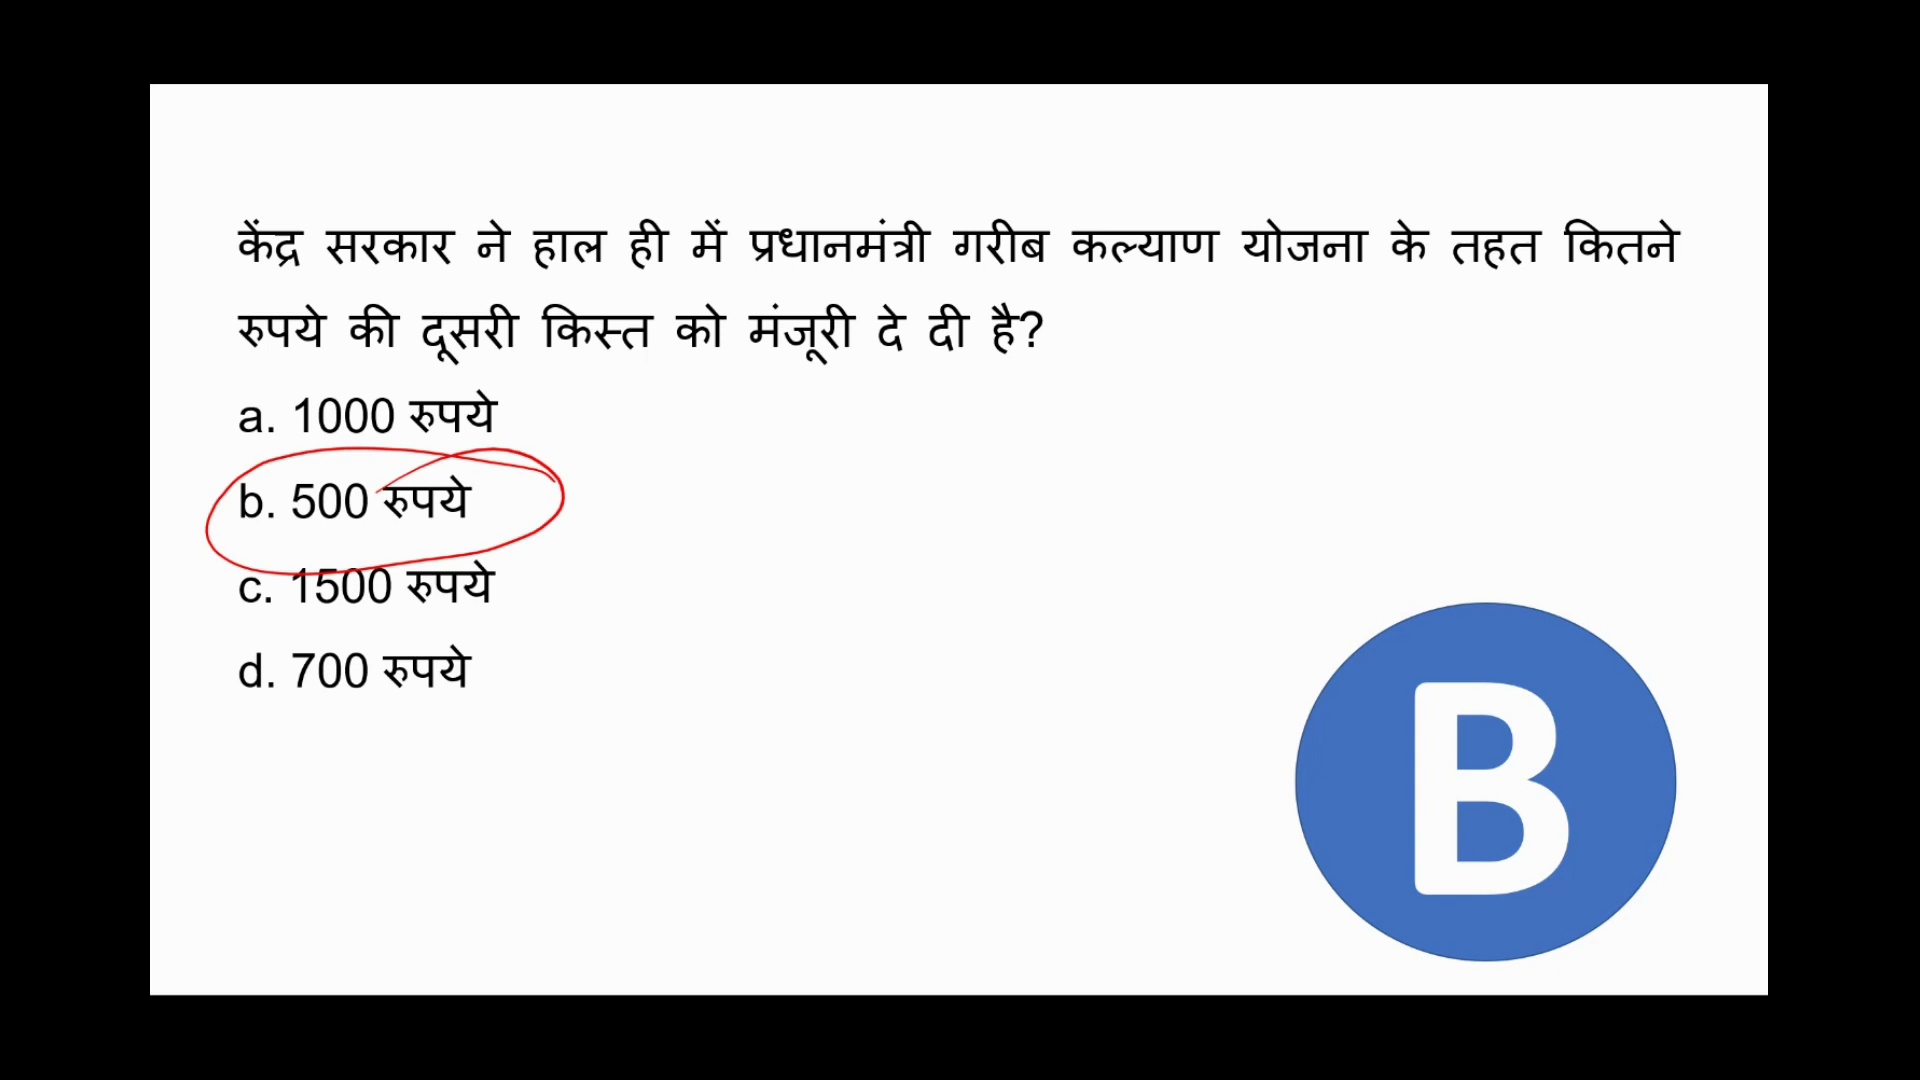 केंद्र सरकार ने हाल ही में प्रधानमंत्री गरीब कल्याण योजना के तहत कितने
रुपये की दूसरी किस्त को मंजूरी दे दी है?
a. 1000 रुपये
b. 500 रुपये
c. 1500 रुपये
d. 700 रुपये
B